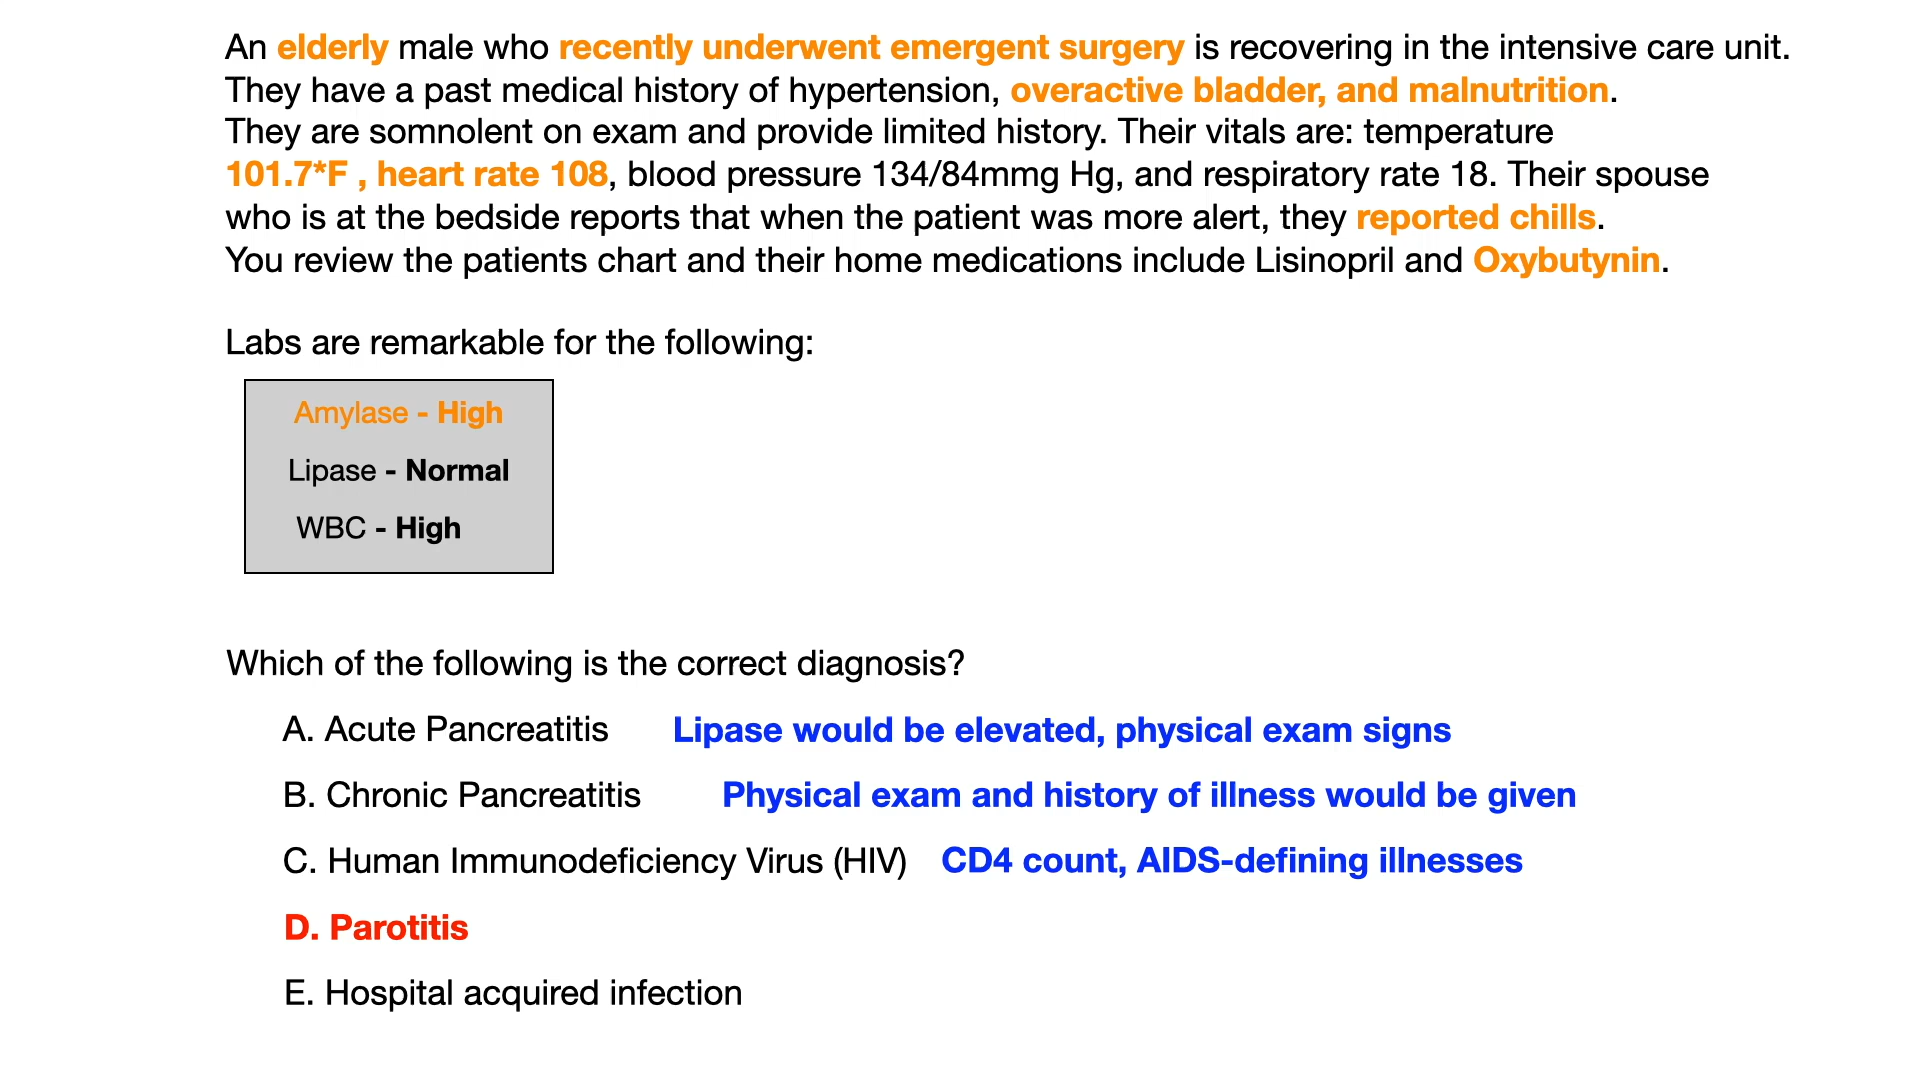 An elderly male who recently underwent emergent surgery is recovering in the intensive care unit.
They have a past medical history of hypertension, overactive bladder, and malnutrition.
They are somnolent on exam and provide limited history. Their vitals are: temperature
101.7*F , heart rate 108, blood pressure 134/84mmg Hg, and respiratory rate 18. Their spouse
who is at the bedside reports that when the patient was more alert, they reported chills.
You review the patients chart and their home medications include Lisinopril and Oxybutynin.
Labs are remarkable for the following:
Amylase - High
Lipase - Normal
WBC - High
Which of the following is the correct diagnosis?
A. Acute Pancreatitis Lipase would be elevated, physical exam signs
B. Chronic Pancreatitis Physical exam and history of illness would be given
C. Human Immunodeficiency Virus (HIV) CD4 count, AIDS-defining illnesses
D. Parotitis
E. Hospital acquired infection